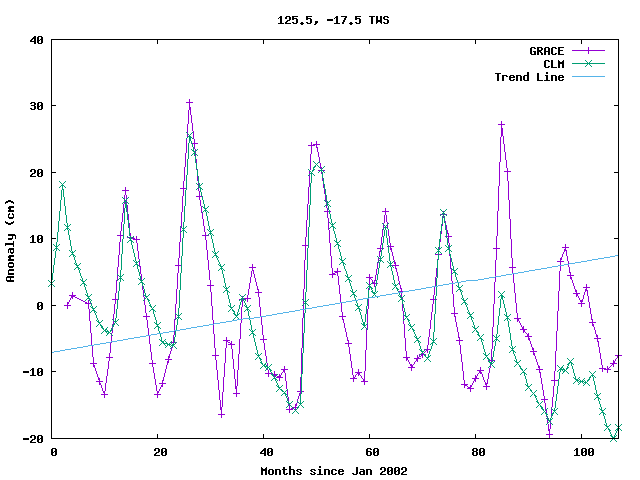 125.5, -17.5 TWS
GRACE
CLM
Trend Line
40
30
20
10
0
-10
-20
Anomaly (cm)
0 20 40 60 80 100
Months since Jan 2002